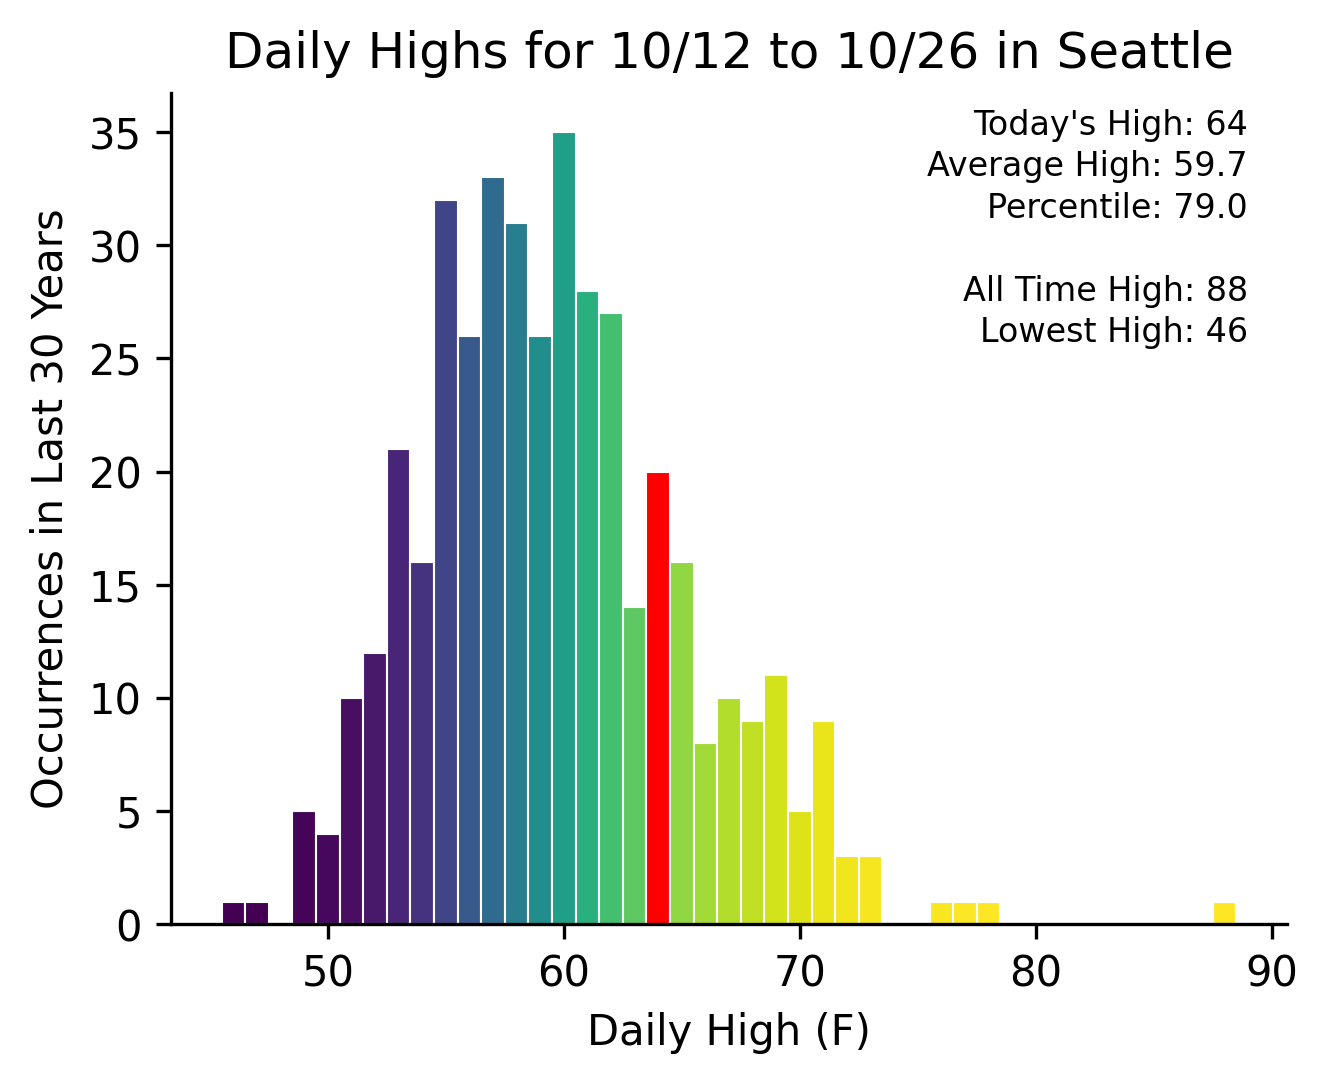 Daily Highs for 10/12 to 10/26 in Seattle
Today's High: 64
Average High: 59.7
Percentile: 79.0
All Time High: 88
Lowest High: 46
Occurrences in Last 30 Years
35
30
25
20
15
10
5
0
50
60
70
80
90
Daily High (F)